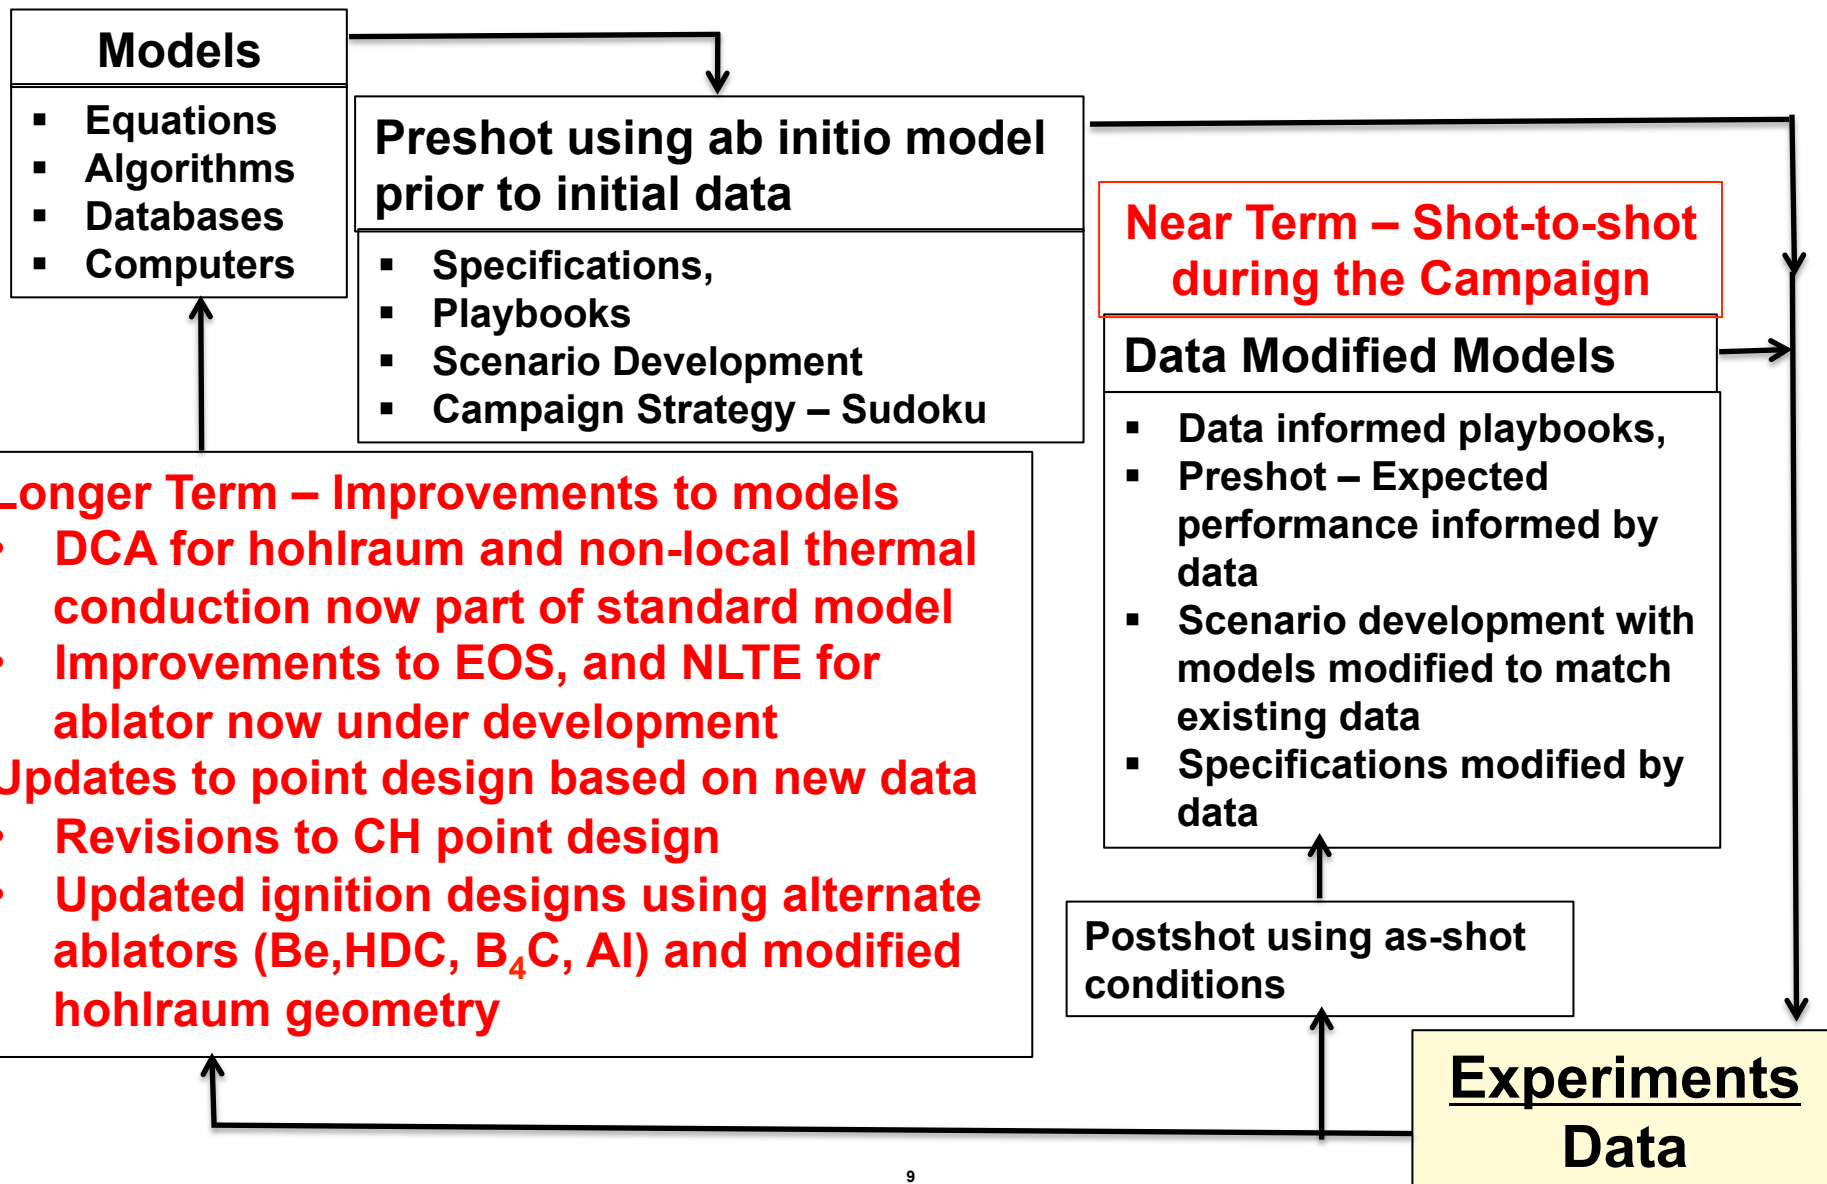 Models
▪ Equations
▪ Algorithms
▪ Databases
▪ Computers
Preshot using ab initio model
prior to initial data
▪ Specifications,
▪ Playbooks
▪ Scenario Development
▪ Campaign Strategy – Sudoku
Near Term – Shot-to-shot
during the Campaign
Data Modified Models
▪ Data informed playbooks,
▪ Preshot – Expected
performance informed by
data
▪ Scenario development with
models modified to match
existing data
▪ Specifications modified by
data
Longer Term – Improvements to models
• DCA for hohlraum and non-local thermal
conduction now part of standard model
• Improvements to EOS, and NLTE for
ablator now under development
Updates to point design based on new data
• Revisions to CH point design
• Updated ignition designs using alternate
ablators (Be,HDC, B₄C, Al) and modified
hohlraum geometry
Postshot using as-shot
conditions
Experiments
Data
9